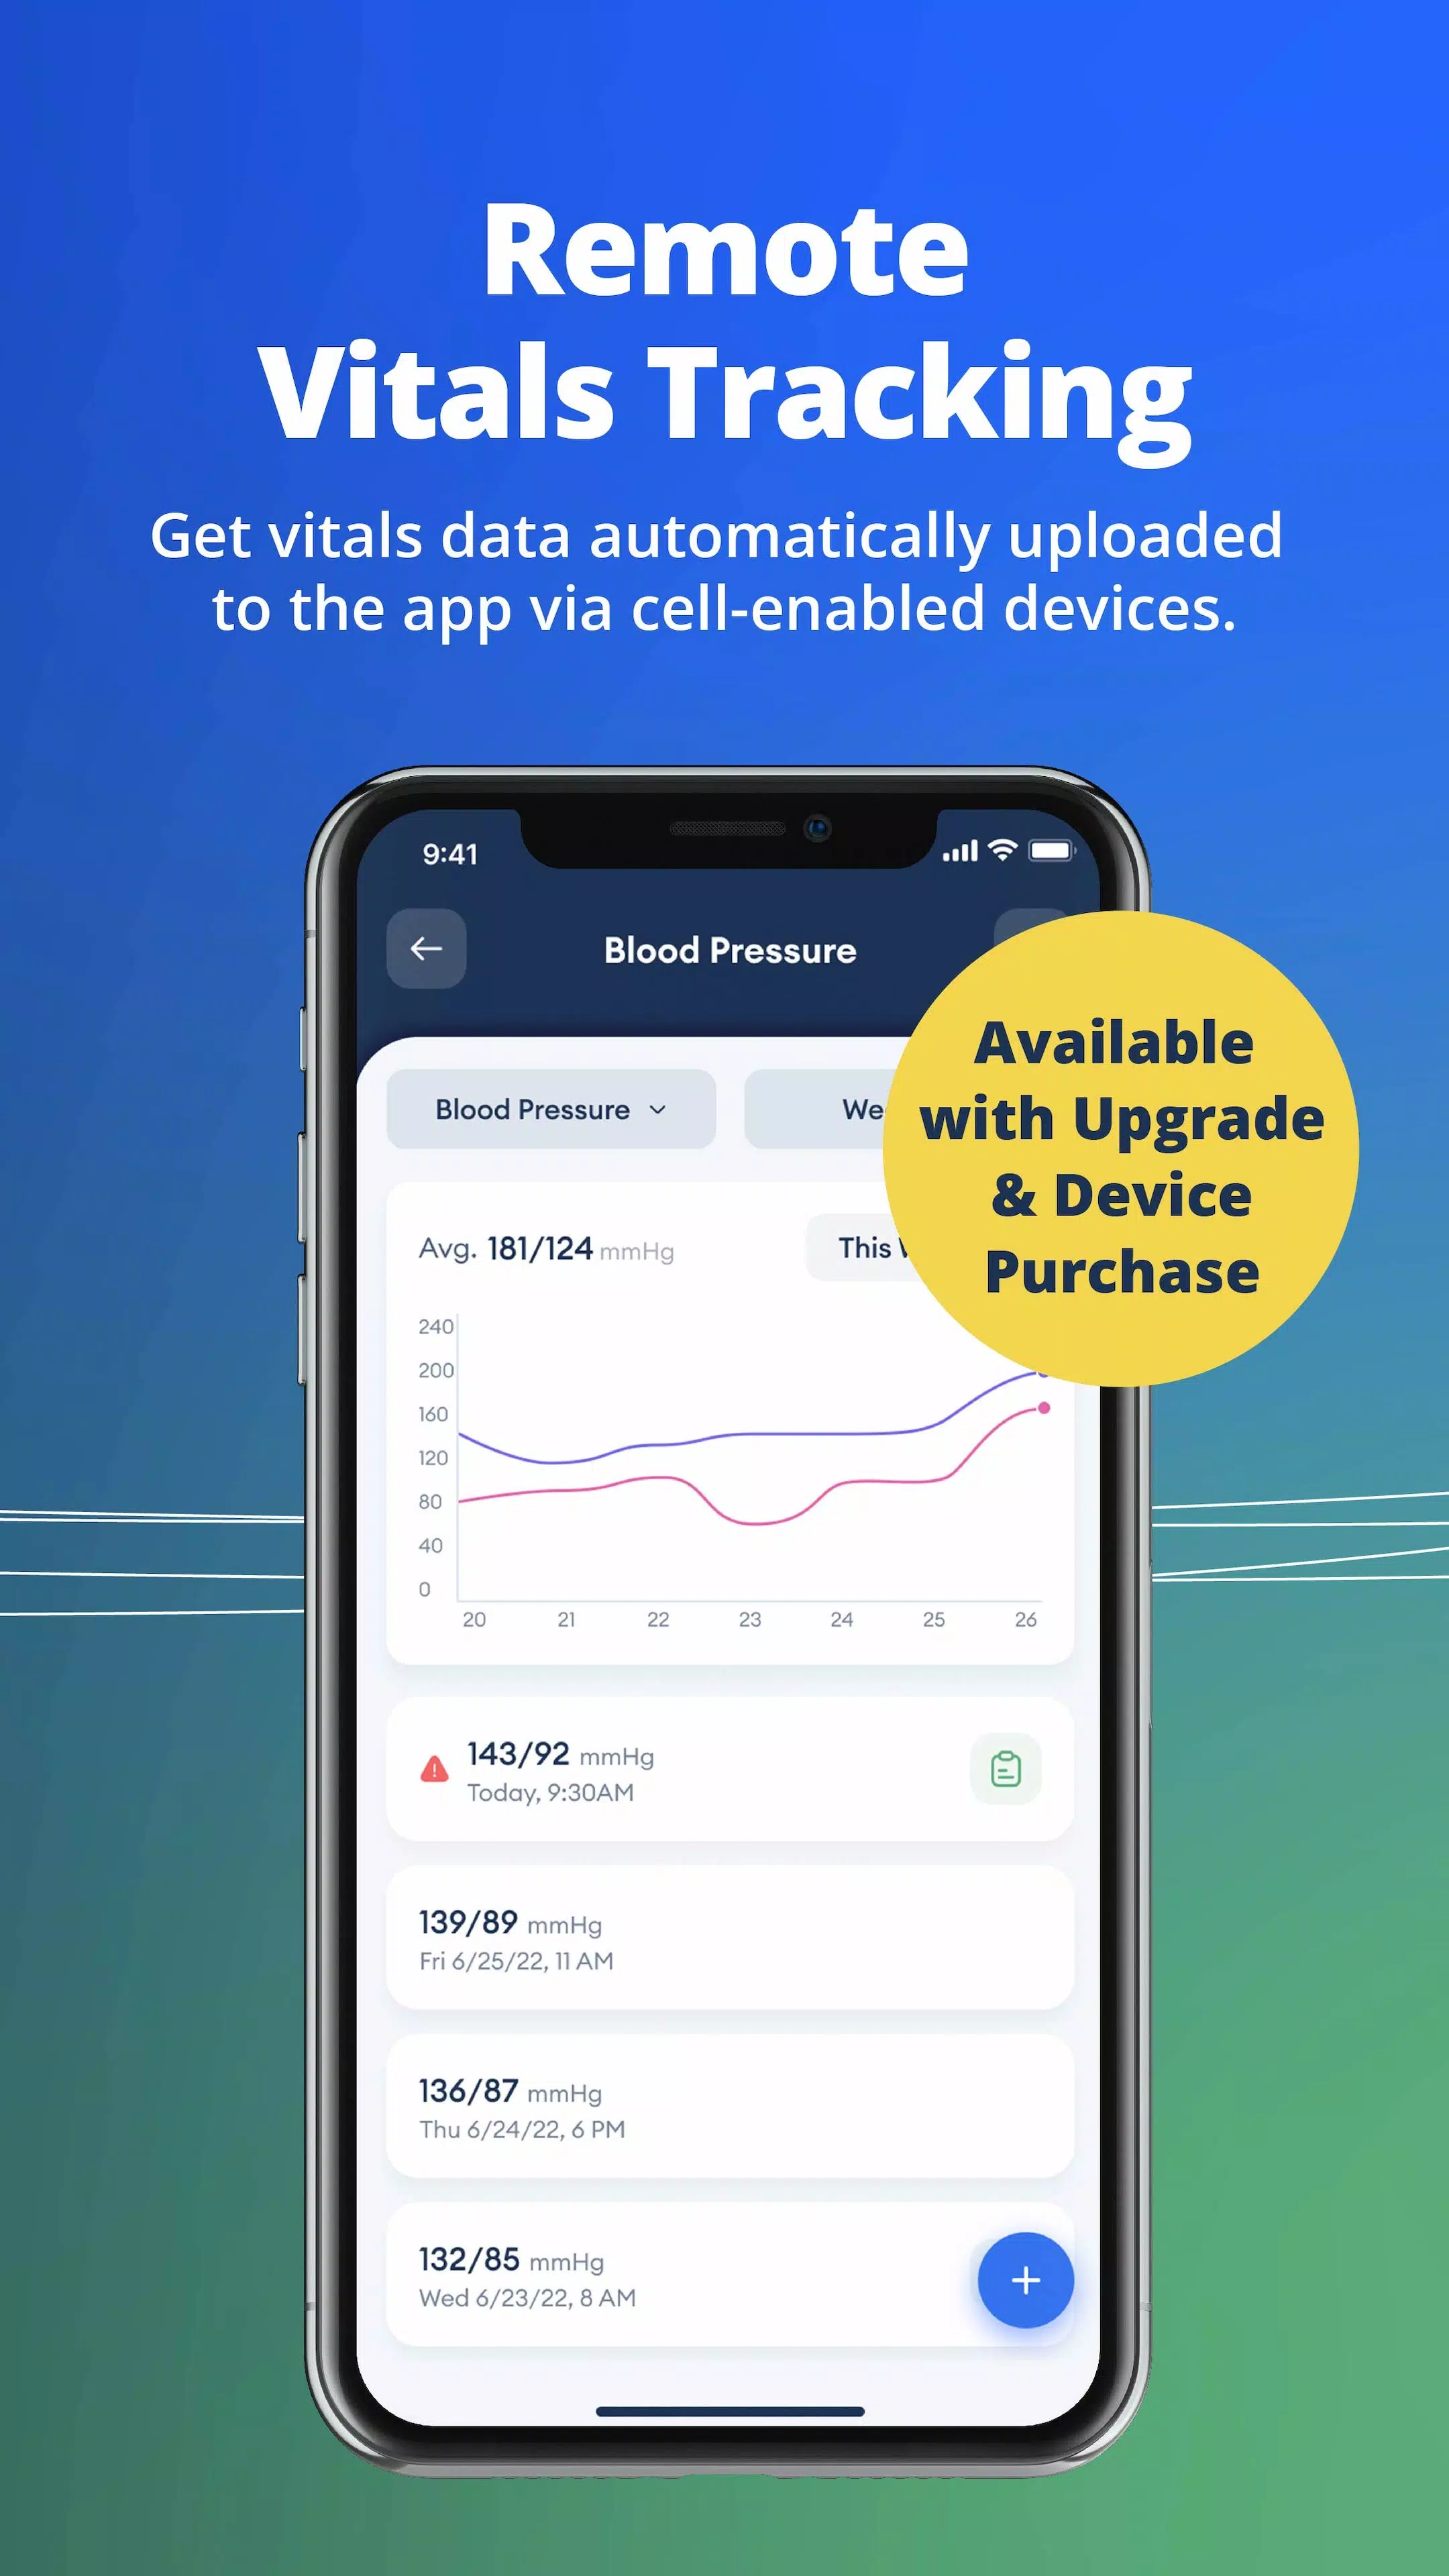 Remote
Vitals Tracking
Get vitals data automatically uploaded
to the app via cell-enabled devices.
9:41
Blood Pressure
Available
with Upgrade
& Device
Purchase
Blood Pressure
Avg. 181/124 mmHg
This
240
200
160
120
80
40
0
20 21 22 23 24 25 26
143/92 mmHg
Today, 9:30AM
139/89 mmHg
Fri 6/25/22, 11 AM
136/87 mmHg
Thu 6/24/22, 6 PM
132/85 mmHg
Wed 6/23/22, 8 AM